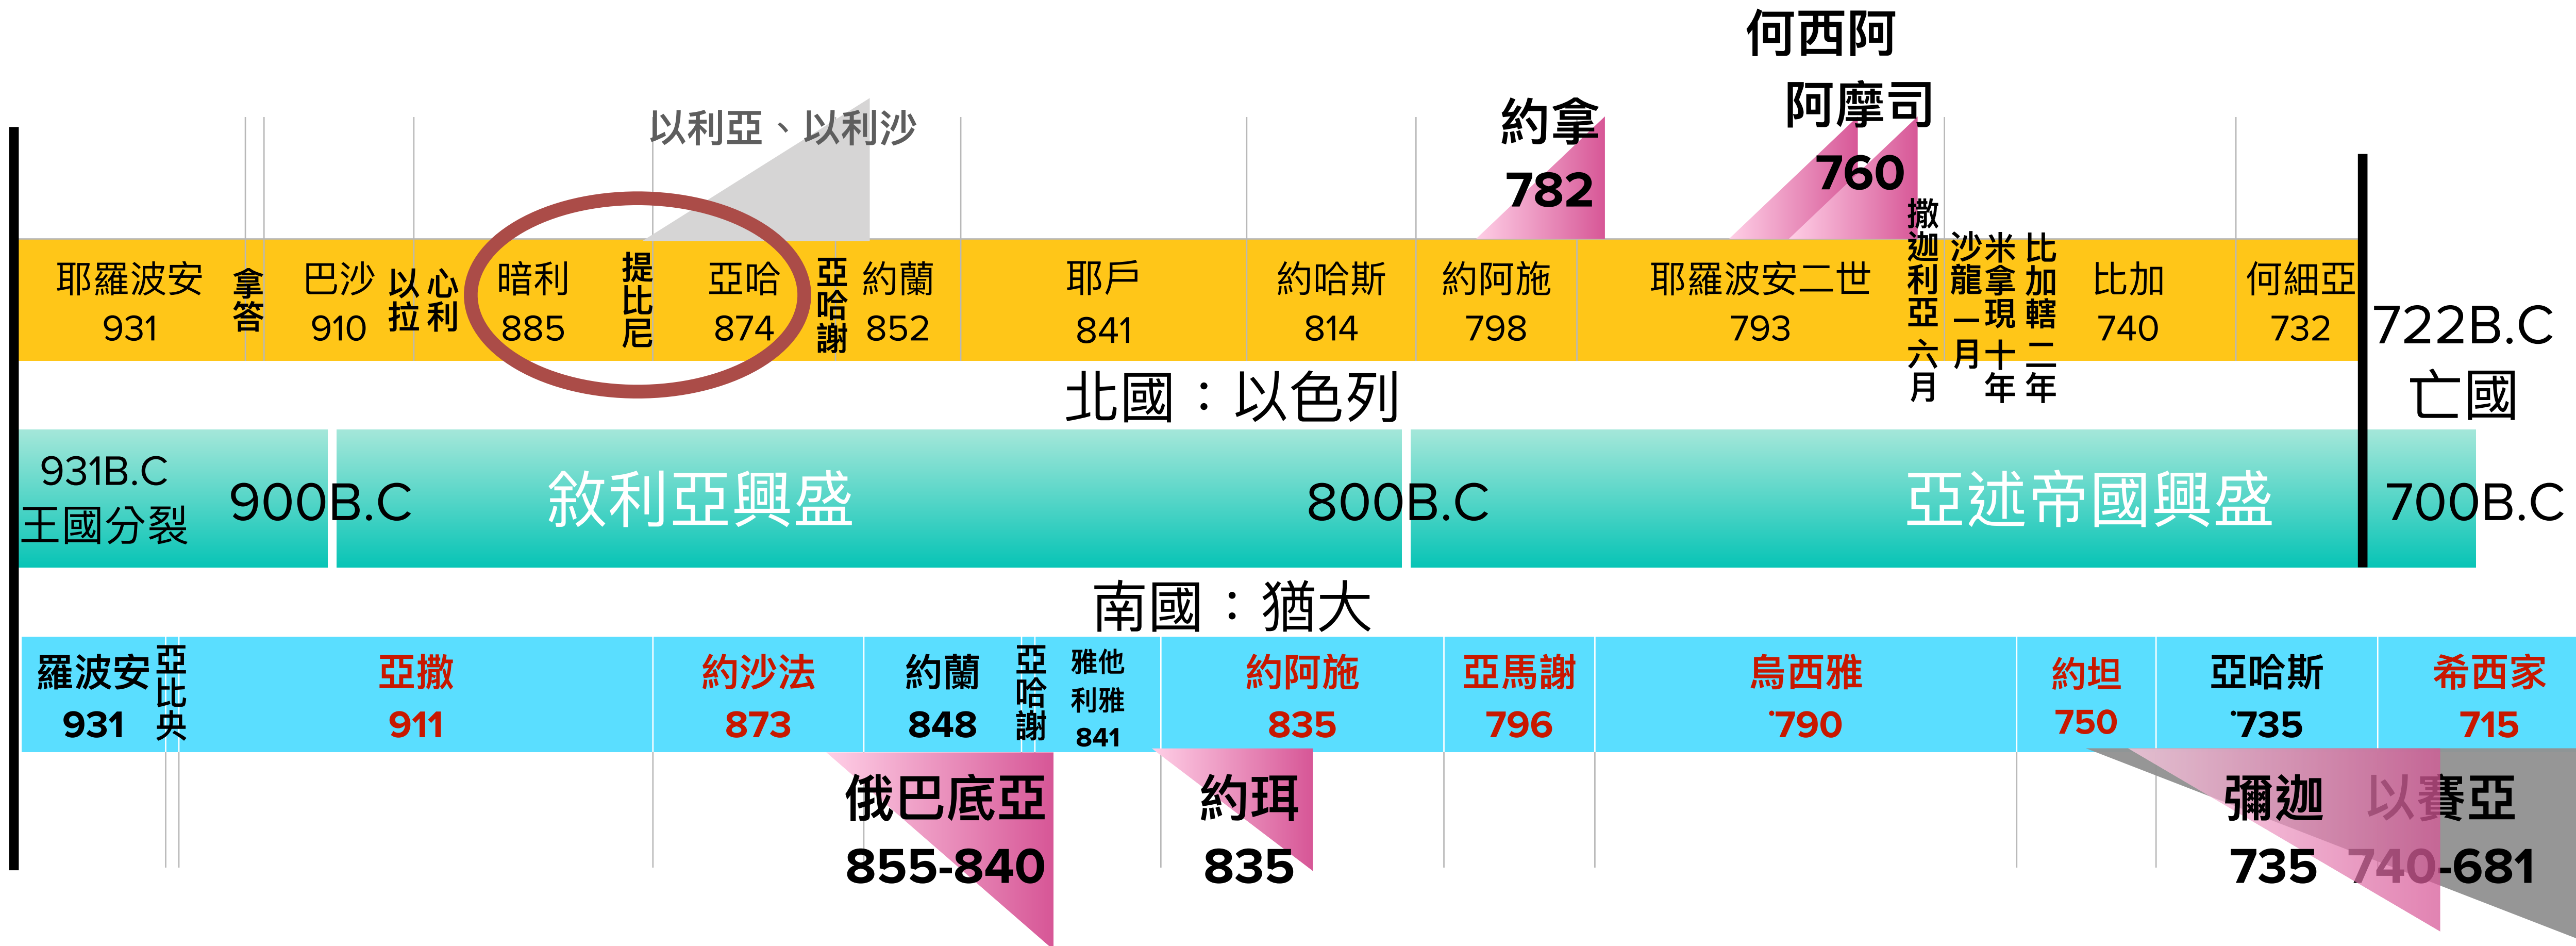 何西阿
阿摩司
760
約拿
782
以利亞、以利沙
耶羅波安
931
拿答
巴沙
910
以拉
心利
暗利
885
提比尼
亞哈
874
亞哈謝
約蘭
852
耶戶
841
約哈斯
814
約阿施
798
耶羅波安二世
793
撒迦利亞 六月
沙龍 一月
米拿現 十年
比加轄 二年
比加
740
何細亞
732
722B.C
亡國
北國：以色列
931B.C
王國分裂
900B.C
敘利亞興盛
800B.C
亞述帝國興盛
700B.C
南國：猶大
羅波安
931
亞比央
亞撒
911
約沙法
873
約蘭
848
亞哈謝
雅他
利雅
841
約阿施
835
亞馬謝
796
烏西雅
'790
約坦
750
亞哈斯
'735
希西家
715
俄巴底亞
855-840
約珥
835
彌迦
735
以賽亞
740-681